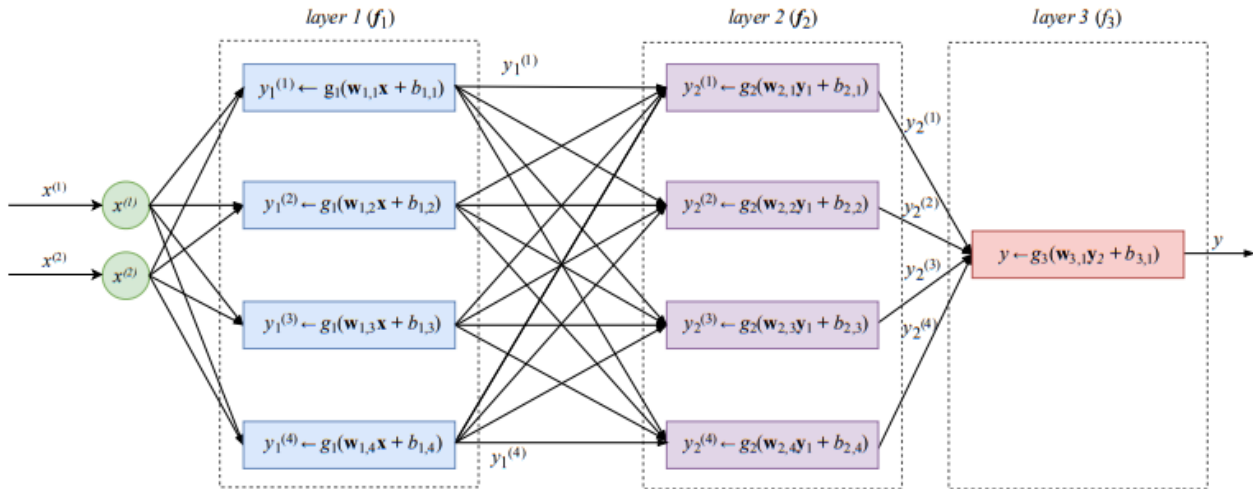 layer 1 (f₁)
layer 2 (f₂)
layer 3 (f₃)
y₁⁽¹⁾ ← g₁(w₁,₁x + b₁,₁)
y₁⁽¹⁾
y₂⁽¹⁾ ← g₂(w₂,₁y₁ + b₂,₁)
y₂⁽¹⁾
x⁽¹⁾
x⁽¹⁾
y₁⁽²⁾ ← g₁(w₁,₂x + b₁,₂)
y₂⁽²⁾ ← g₂(w₂,₂y₁ + b₂,₂)
y₂⁽²⁾
x⁽²⁾
x⁽²⁾
y ← g₃(w₃,₁y₂ + b₃,₁)
y
y₂⁽³⁾
y₁⁽³⁾ ← g₁(w₁,₃x + b₁,₃)
y₂⁽³⁾ ← g₂(w₂,₃y₁ + b₂,₃)
y₂⁽⁴⁾
y₁⁽⁴⁾ ← g₁(w₁,₄x + b₁,₄)
y₁⁽⁴⁾
y₂⁽⁴⁾ ← g₂(w₂,₄y₁ + b₂,₄)